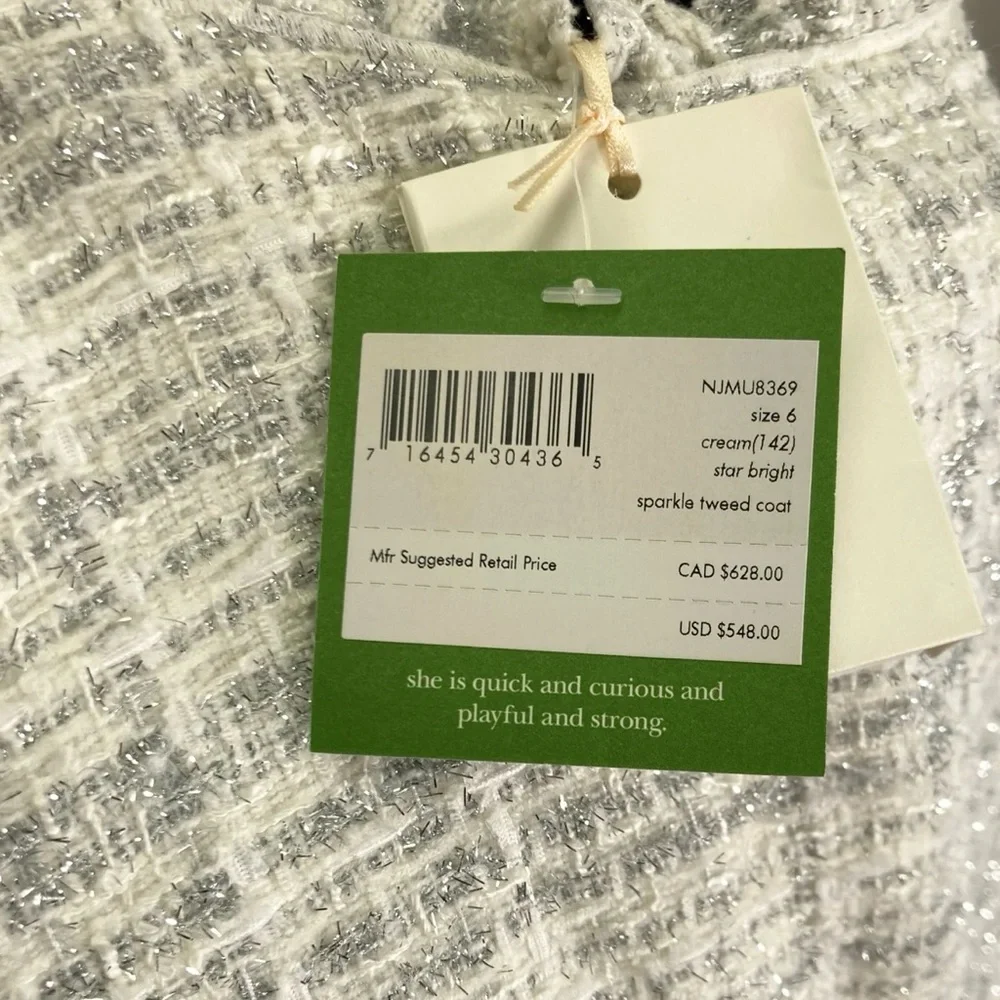 NJMU8369
size 6
cream(142)
star bright
sparkle tweed coat
7 16454 30436 5
Mfr Suggested Retail Price
CAD $628.00
USD $548.00
she is quick and curious and
playful and strong.